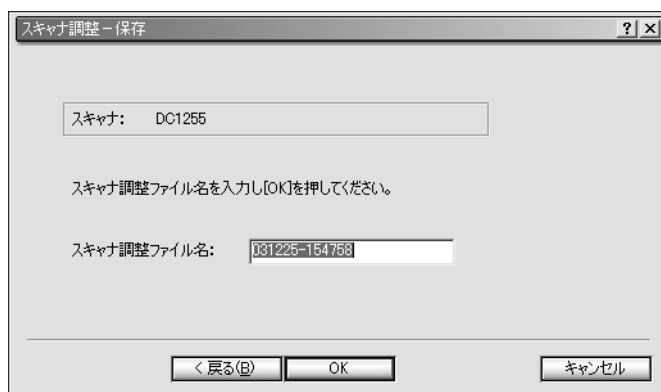 スキャナ調整－保存
スキャナ: DC1255
スキャナ調整ファイル名を入力し[OK]を押してください。
スキャナ調整ファイル名: 031225-154758
< 戻る(B) OK キャンセル